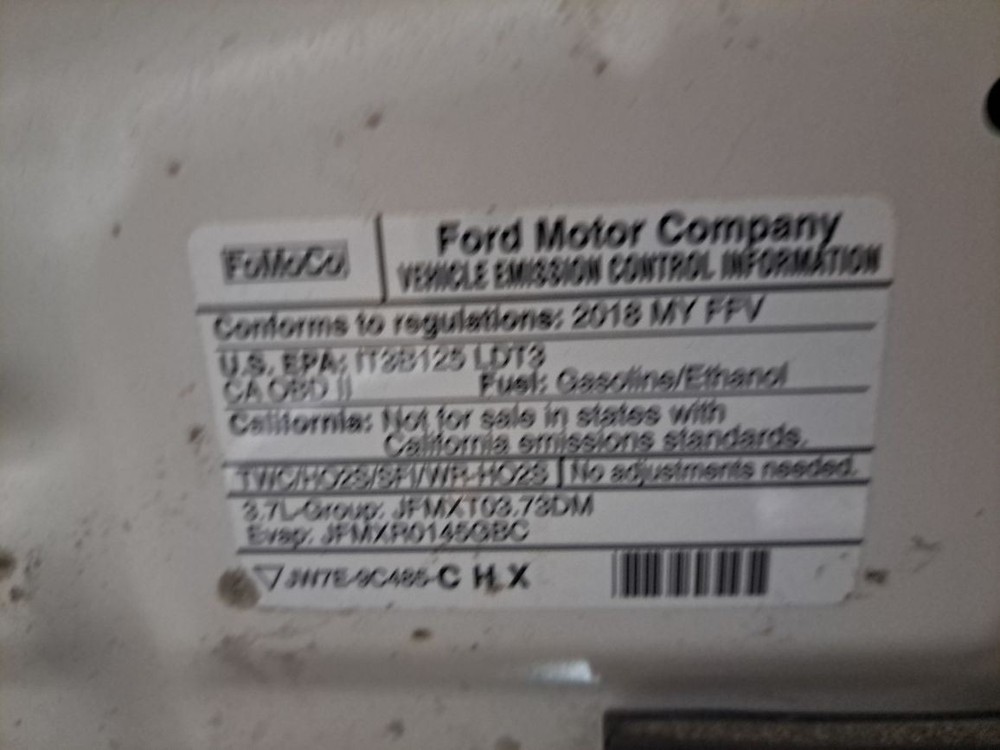 FoMoCo
Ford Motor Company
VEHICLE EMISSION CONTROL INFORMATION
Conforms to regulations: 2018 MY FFV
U.S. EPA: IT3B125 LDT3
CA OBD II Fuel: Gasoline/Ethanol
California: Not for sale in states with
California emissions standards.
TWC/HO2S/SFI/WR-HO2S No adjustments needed.
3.7L-Group: JFMXT03.73DM
Evap: JFMXR0145GBC
JW7E-9C485-C H X